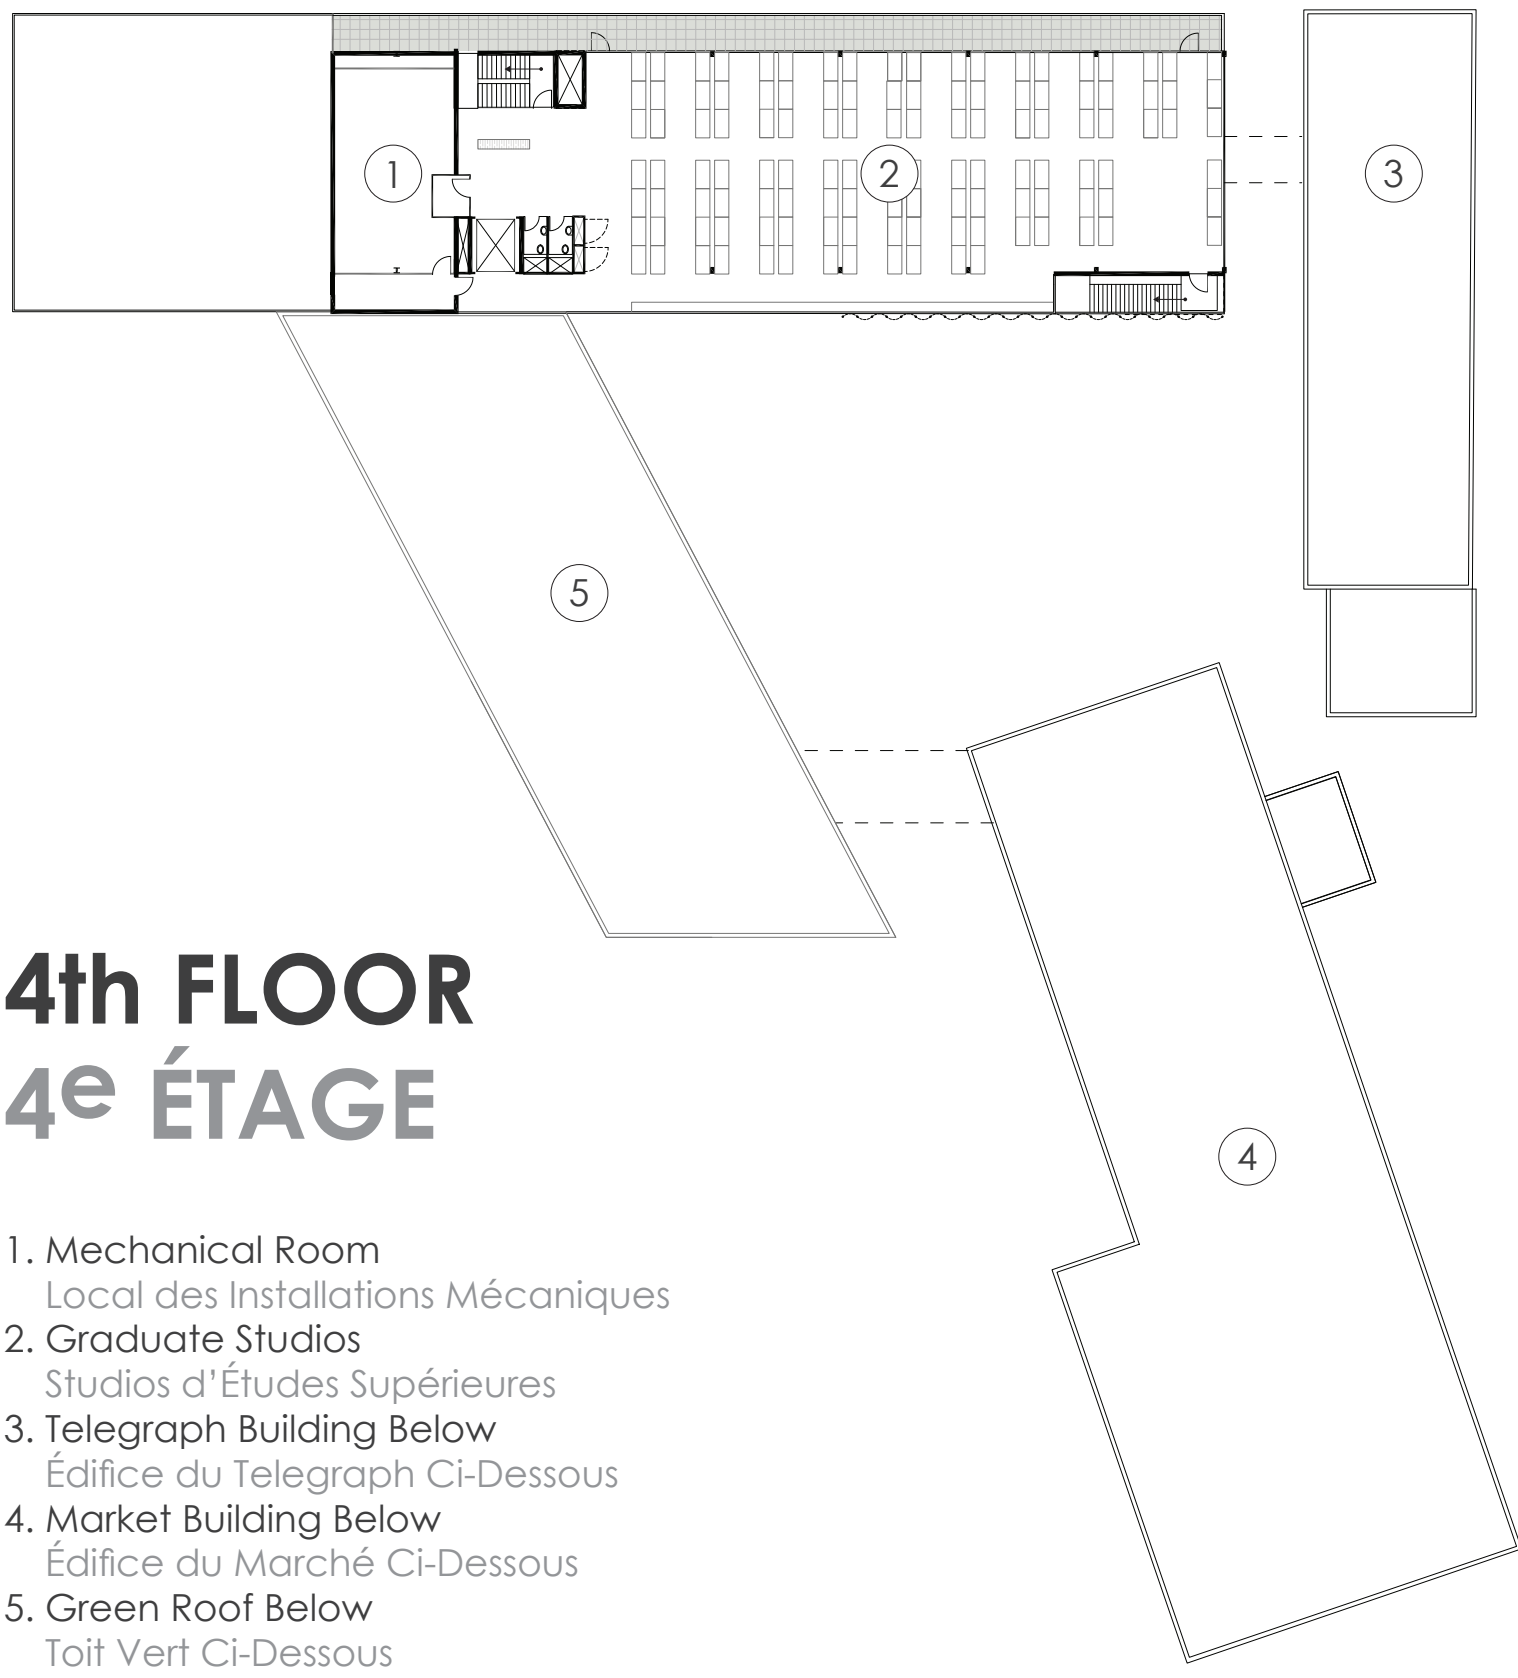 1
2
3
5
4
4th FLOOR
4e ÉTAGE
1. Mechanical Room
Local des Installations Mécaniques
2. Graduate Studios
Studios d’Études Supérieures
3. Telegraph Building Below
Édifice du Telegraph Ci-Dessous
4. Market Building Below
Édifice du Marché Ci-Dessous
5. Green Roof Below
Toit Vert Ci-Dessous